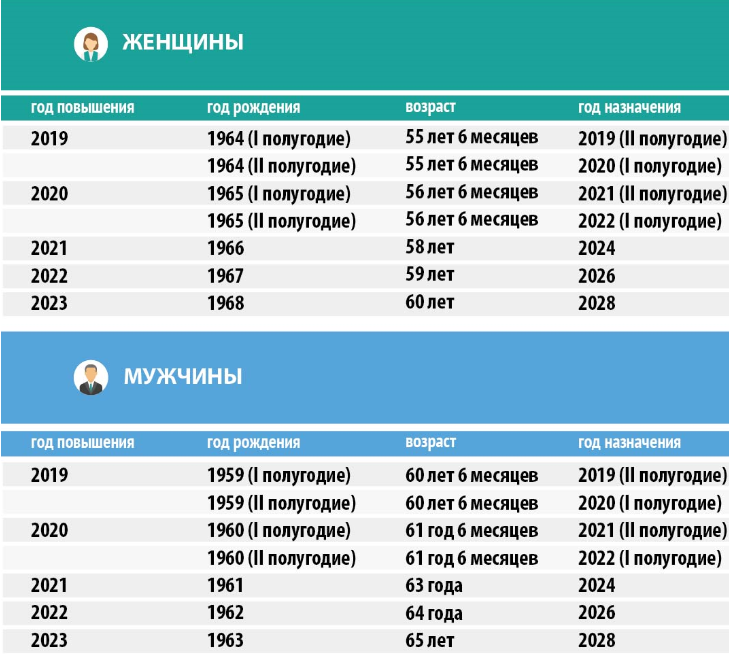 ЖЕНЩИНЫ
год повышения год рождения возраст год назначения
2019 1964 (I полугодие) 55 лет 6 месяцев 2019 (II полугодие)
1964 (II полугодие) 55 лет 6 месяцев 2020 (I полугодие)
2020 1965 (I полугодие) 56 лет 6 месяцев 2021 (II полугодие)
1965 (II полугодие) 56 лет 6 месяцев 2022 (I полугодие)
2021 1966 58 лет 2024
2022 1967 59 лет 2026
2023 1968 60 лет 2028
МУЖЧИНЫ
год повышения год рождения возраст год назначения
2019 1959 (I полугодие) 60 лет 6 месяцев 2019 (II полугодие)
1959 (II полугодие) 60 лет 6 месяцев 2020 (I полугодие)
2020 1960 (I полугодие) 61 год 6 месяцев 2021 (II полугодие)
1960 (II полугодие) 61 год 6 месяцев 2022 (I полугодие)
2021 1961 63 года 2024
2022 1962 64 года 2026
2023 1963 65 лет 2028